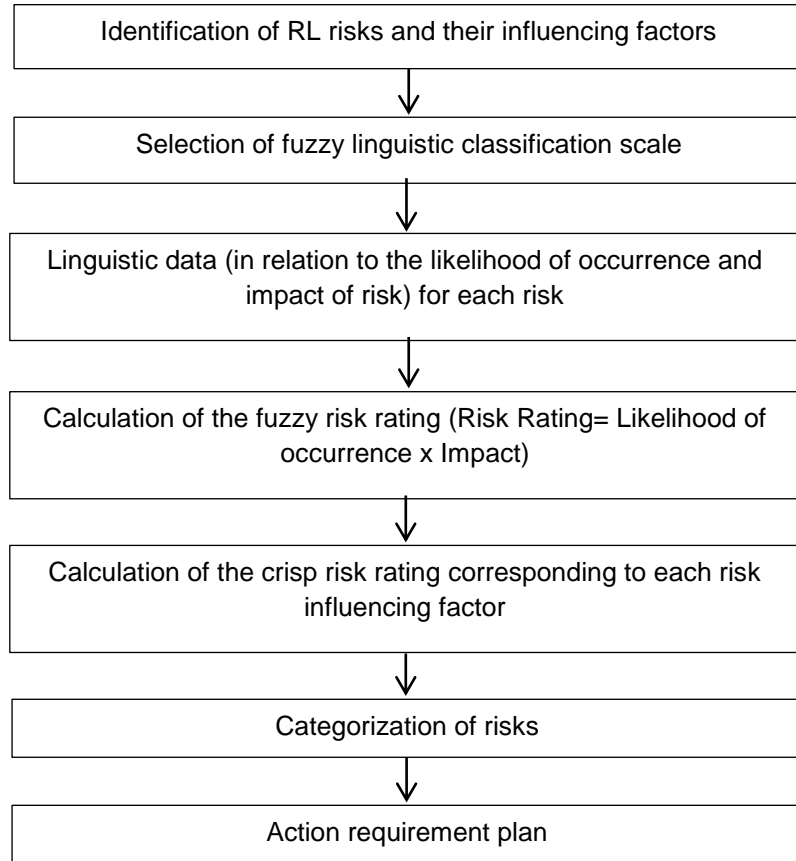 Identification of RL risks and their influencing factors
Selection of fuzzy linguistic classification scale
Linguistic data (in relation to the likelihood of occurrence and
impact of risk) for each risk
Calculation of the fuzzy risk rating (Risk Rating= Likelihood of
occurrence x Impact)
Calculation of the crisp risk rating corresponding to each risk
influencing factor
Categorization of risks
Action requirement plan